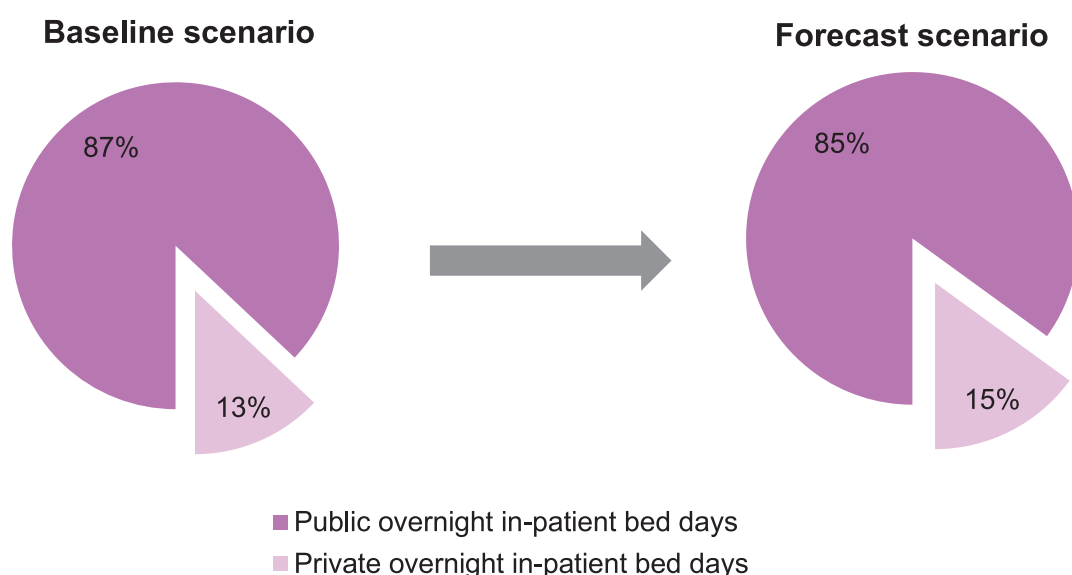 Baseline scenario
Forecast scenario
87%
85%
13%
15%
Public overnight in-patient bed days
Private overnight in-patient bed days